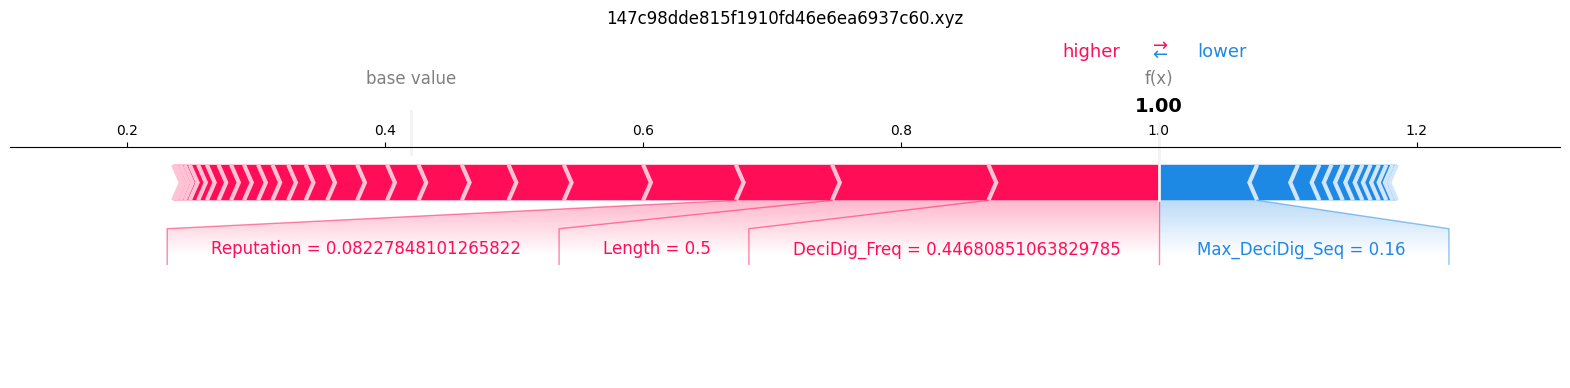 147c98dde815f1910fd46e6ea6937c60.xyz
higher → ← lower
base value f(x)
1.00
0.2 0.4 0.6 0.8 1.0 1.2
Reputation = 0.08227848101265822 Length = 0.5 DeciDig_Freq = 0.44680851063829785 Max_DeciDig_Seq = 0.16